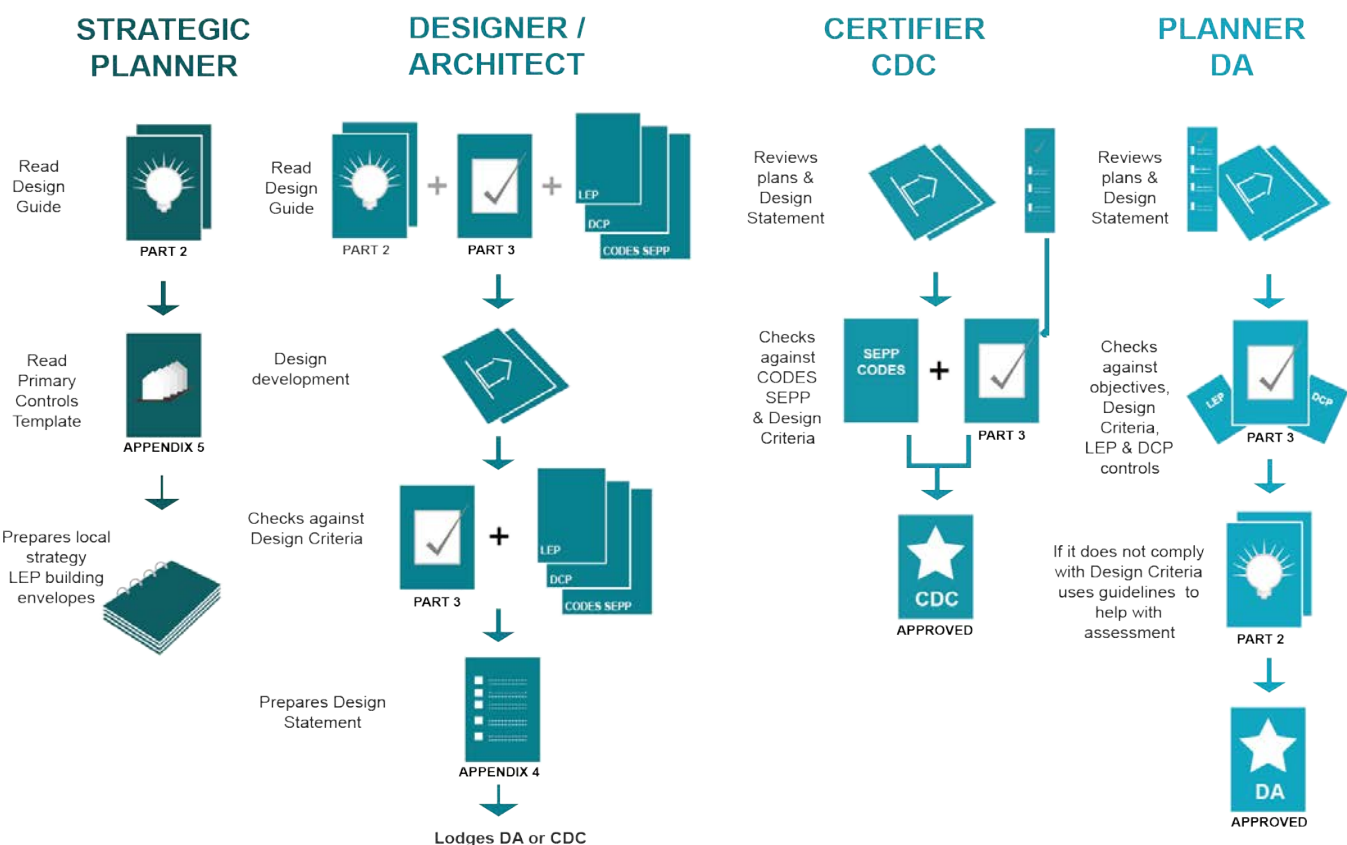 STRATEGIC
PLANNER
Read
Design
Guide
PART 2
Read
Primary
Controls
Template
APPENDIX 5
Prepares local
strategy
LEP building
envelopes
DESIGNER /
ARCHITECT
Read
Design
Guide
PART 2
+
PART 3
+
LEP
DCP
CODES SEPP
Design
development
Checks against
Design Criteria
PART 3
+
LEP
DCP
CODES SEPP
Prepares Design
Statement
APPENDIX 4
Lodges DA or CDC
CERTIFIER
CDC
Reviews
plans &
Design
Statement
Checks
against
CODES
SEPP
& Design
Criteria
SEPP
CODES
+
PART 3
CDC
APPROVED
PLANNER
DA
Reviews
plans &
Design
Statement
Checks
against
objectives,
Design
Criteria,
LEP & DCP
controls
LEP
DCP
PART 3
If it does not comply
with Design Criteria
uses guidelines to
help with
assessment
PART 2
DA
APPROVED